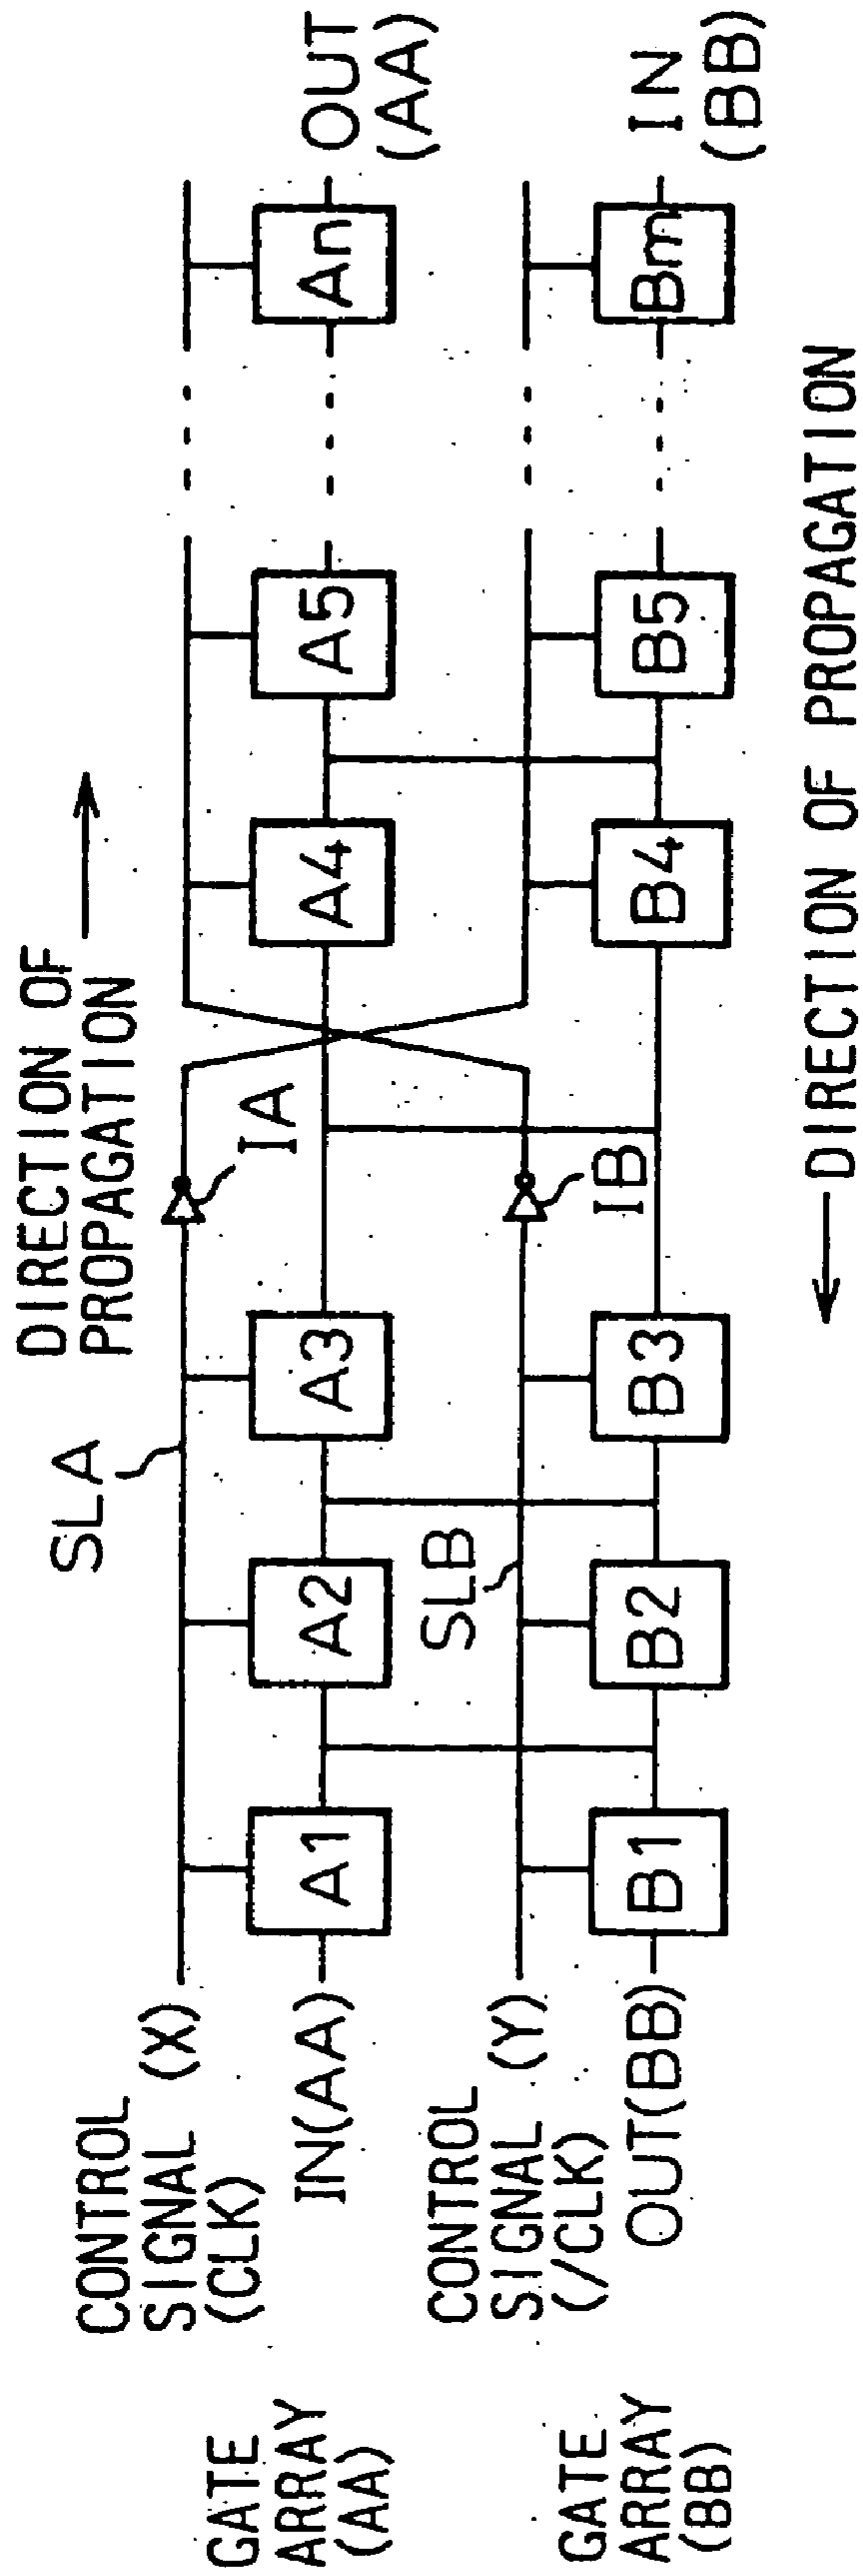 DIRECTION OF
PROPAGATION
SLA
IA
CONTROL
SIGNAL (X)
(CLK)
GATE
ARRAY
(AA)
IN(AA)
A1
A2
A3
A4
A5
An
OUT
(AA)
SLB
IB
CONTROL
SIGNAL (Y)
(/CLK)
GATE
ARRAY
(BB)
OUT(BB)
B1
B2
B3
B4
B5
Bm
IN
(BB)
DIRECTION OF PROPAGATION